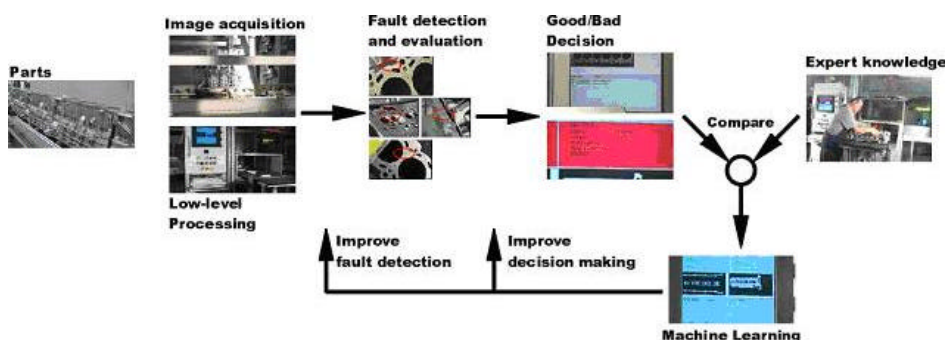 Image acquisition
Fault detection
and evaluation
Good/Bad
Decision
Parts
Expert knowledge
Compare
Low-level
Processing
Improve
fault detection
Improve
decision making
Machine Learning